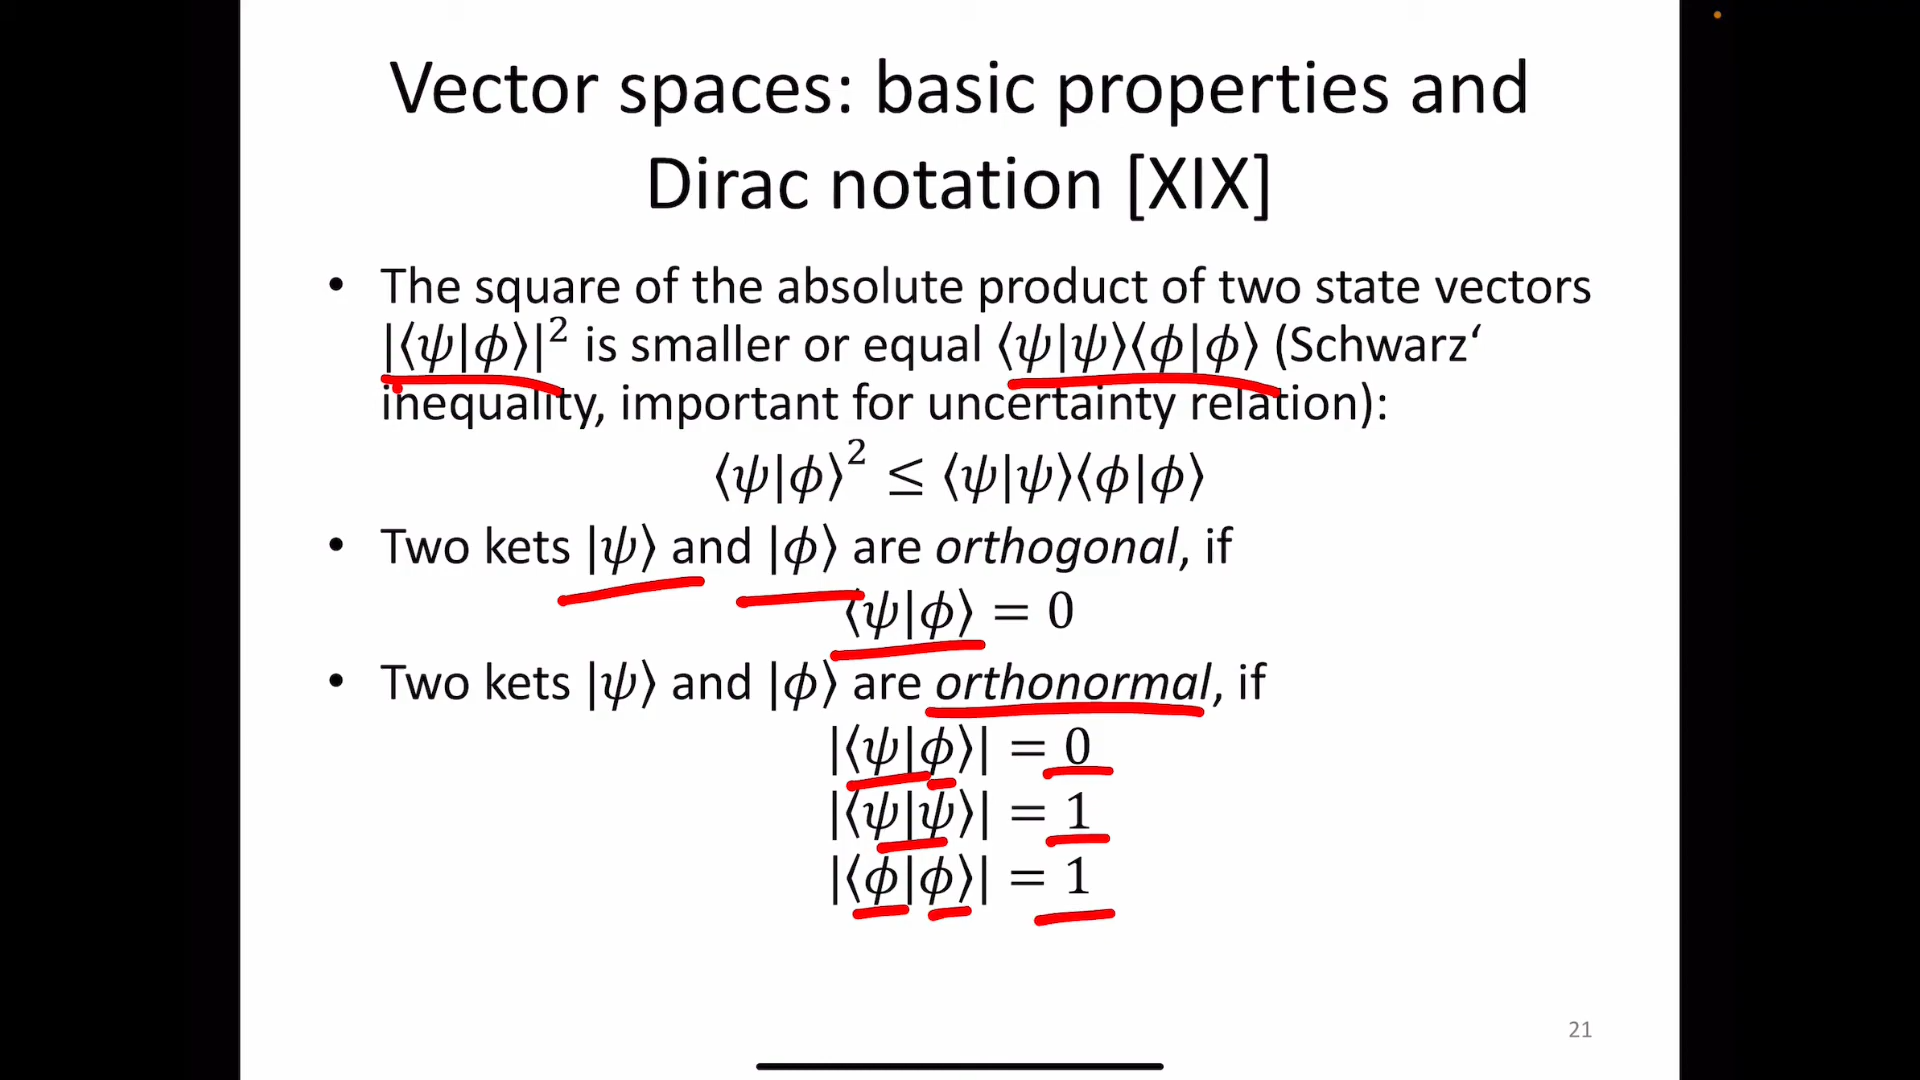 Vector spaces: basic properties and
Dirac notation [XIX]
• The square of the absolute product of two state vectors
|⟨ψ|ϕ⟩|² is smaller or equal ⟨ψ|ψ⟩⟨ϕ|ϕ⟩ (Schwarz‘
inequality, important for uncertainty relation):
⟨ψ|ϕ⟩² ≤ ⟨ψ|ψ⟩⟨ϕ|ϕ⟩
• Two kets |ψ⟩ and |ϕ⟩ are orthogonal, if
⟨ψ|ϕ⟩ = 0
• Two kets |ψ⟩ and |ϕ⟩ are orthonormal, if
|⟨ψ|ϕ⟩| = 0
|⟨ψ|ψ⟩| = 1
|⟨ϕ|ϕ⟩| = 1
21